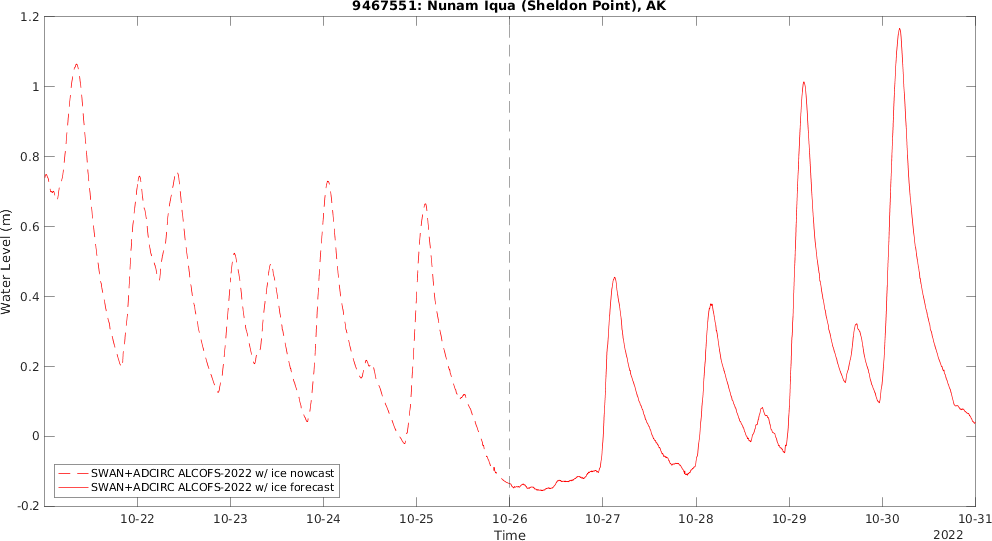 9467551: Nunam Iqua (Sheldon Point), AK
1.2
1
0.8
0.6
0.4
0.2
0
-0.2
Water Level (m)
SWAN+ADCIRC ALCOFS-2022 w/ ice nowcast
SWAN+ADCIRC ALCOFS-2022 w/ ice forecast
10-22 10-23 10-24 10-25 10-26 10-27 10-28 10-29 10-30 10-31
Time
2022